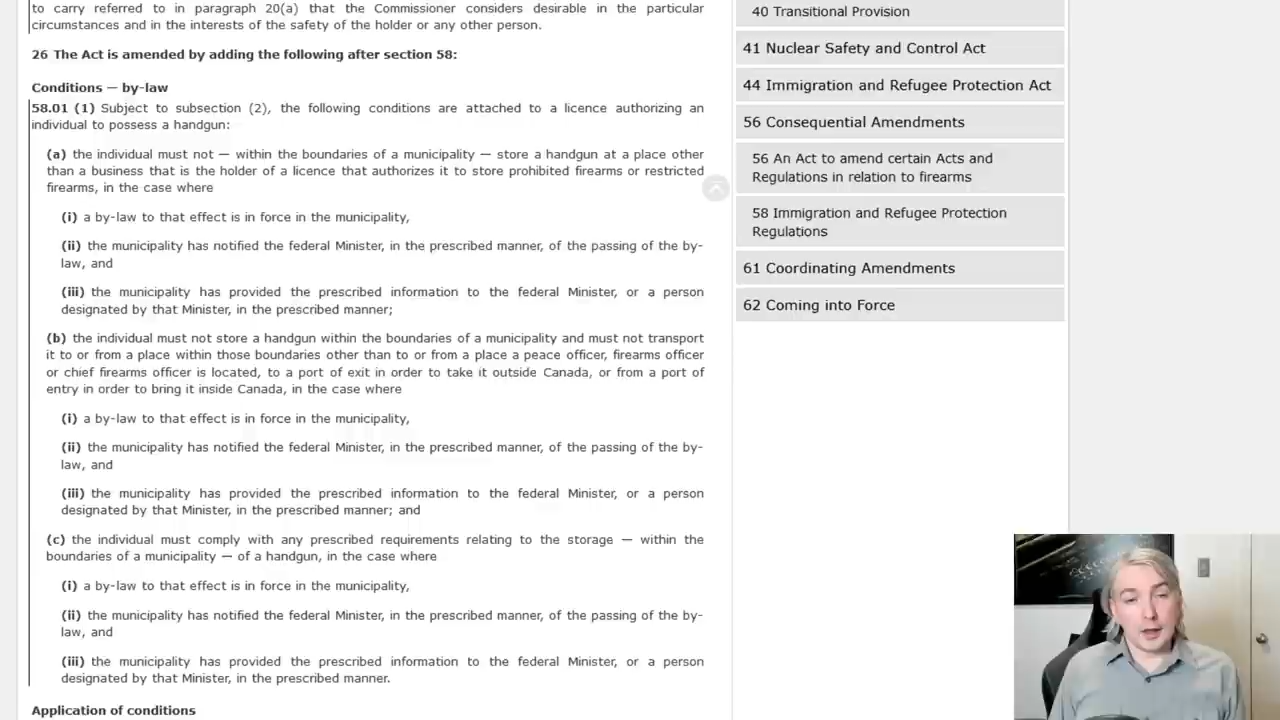 to carry referred to in paragraph 20(a) that the Commissioner considers desirable in the particular
circumstances and in the interests of the safety of the holder or any other person.
26 The Act is amended by adding the following after section 58:
Conditions — by-law
58.01 (1) Subject to subsection (2), the following conditions are attached to a licence authorizing an
individual to possess a handgun:
(a) the individual must not — within the boundaries of a municipality — store a handgun at a place other
than a business that is the holder of a licence that authorizes it to store prohibited firearms or restricted
firearms, in the case where
(i) a by-law to that effect is in force in the municipality,
(ii) the municipality has notified the federal Minister, in the prescribed manner, of the passing of the by-
law, and
(iii) the municipality has provided the prescribed information to the federal Minister, or a person
designated by that Minister, in the prescribed manner;
(b) the individual must not store a handgun within the boundaries of a municipality and must not transport
it to or from a place within those boundaries other than to or from a place a peace officer, firearms officer
or chief firearms officer is located, to a port of exit in order to take it outside Canada, or from a port of
entry in order to bring it inside Canada, in the case where
(i) a by-law to that effect is in force in the municipality,
(ii) the municipality has notified the federal Minister, in the prescribed manner, of the passing of the by-
law, and
(iii) the municipality has provided the prescribed information to the federal Minister, or a person
designated by that Minister, in the prescribed manner; and
(c) the individual must comply with any prescribed requirements relating to the storage — within the
boundaries of a municipality — of a handgun, in the case where
(i) a by-law to that effect is in force in the municipality,
(ii) the municipality has notified the federal Minister, in the prescribed manner, of the passing of the by-
law, and
(iii) the municipality has provided the prescribed information to the federal Minister, or a person
designated by that Minister, in the prescribed manner.
Application of conditions
40 Transitional Provision
41 Nuclear Safety and Control Act
44 Immigration and Refugee Protection Act
56 Consequential Amendments
56 An Act to amend certain Acts and
Regulations in relation to firearms
58 Immigration and Refugee Protection
Regulations
61 Coordinating Amendments
62 Coming into Force